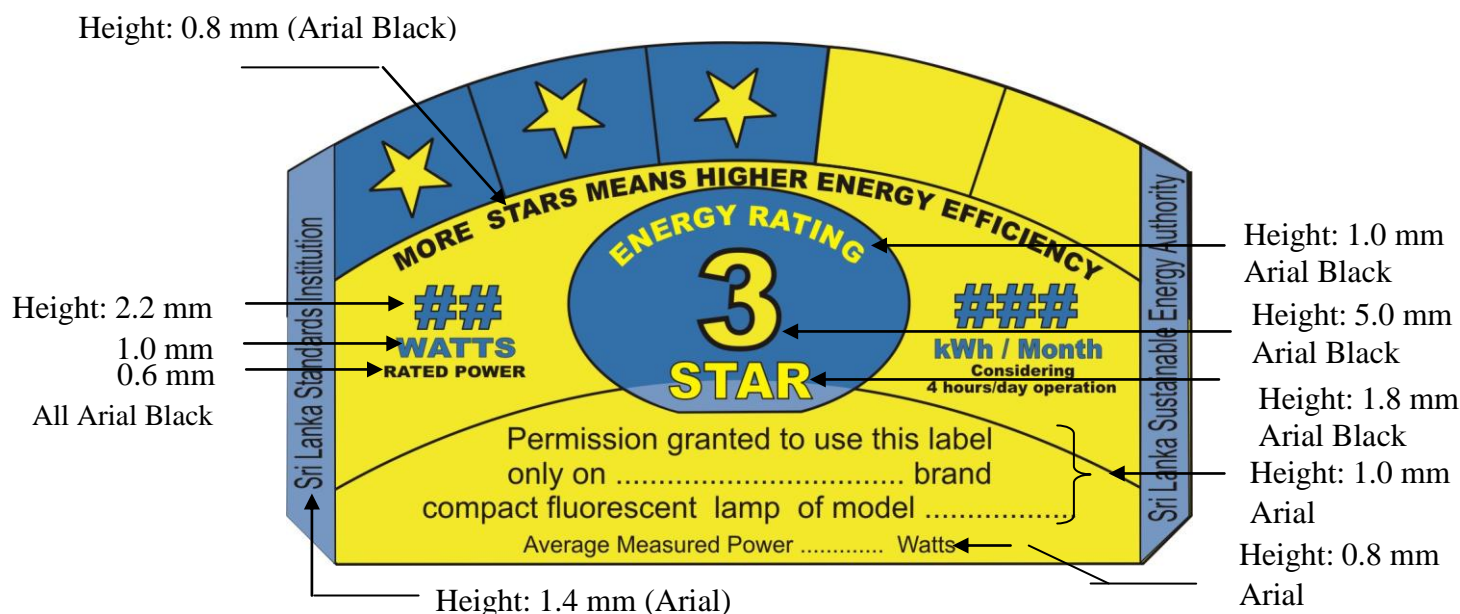 Height: 0.8 mm (Arial Black)
MORE STARS MEANS HIGHER ENERGY EFFICIENCY
ENERGY RATING
3
STAR
##
WATTS
RATED POWER
###
kWh / Month
Considering
4 hours/day operation
Sri Lanka Standards Institution
Sri Lanka Sustainable Energy Authority
Permission granted to use this label
only on ................................. brand
compact fluorescent lamp of model ..................
Average Measured Power ............. Watts
Height: 2.2 mm
1.0 mm
0.6 mm
All Arial Black
Height: 1.0 mm
Arial Black
Height: 5.0 mm
Arial Black
Height: 1.8 mm
Arial Black
Height: 1.0 mm
Arial
Height: 0.8 mm
Arial
Height: 1.4 mm (Arial)